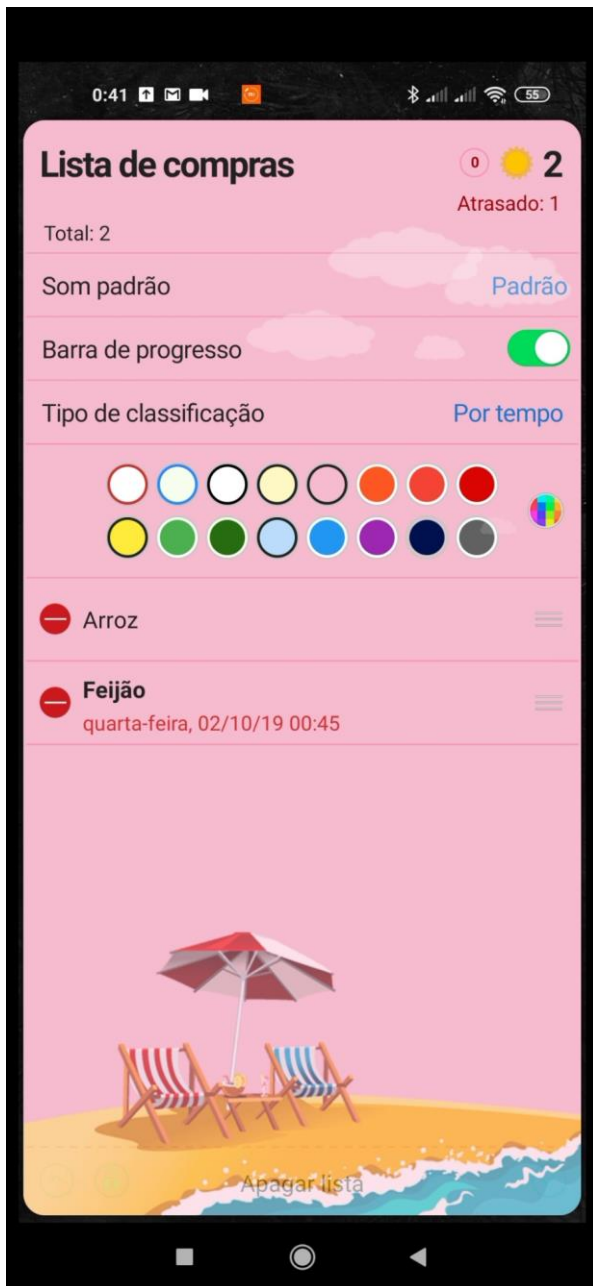 0:41
55
Lista de compras
0
2
Atrasado: 1
Total: 2
Som padrão
Padrão
Barra de progresso
Tipo de classificação
Por tempo
Arroz
Feijão
quarta-feira, 02/10/19 00:45
Apagar lista